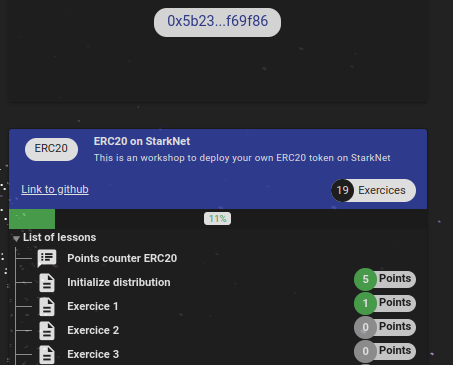 0x5b23...f69f86
ERC20
ERC20 on StarkNet
This is an workshop to deploy your own ERC20 token on StarkNet
Link to github
19 Exercices
11%
List of lessons
Points counter ERC20
Initialize distribution 5 Points
Exercice 1 1 Points
Exercice 2 0 Points
Exercice 3 0 Points